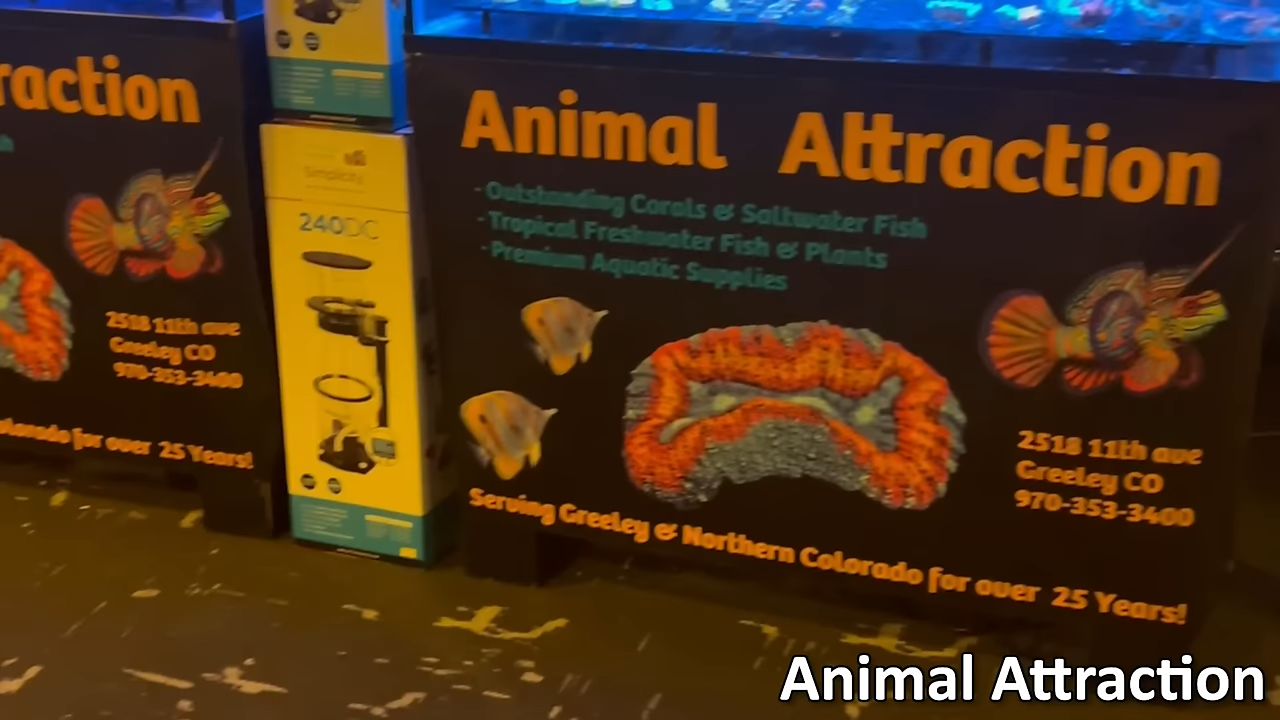 raction
2518 11th ave
Greeley CO
970-353-3400
olorado for over 25 Years!
Simplicity
240DC
Animal Attraction
- Outstanding Corals & Saltwater Fish
- Tropical Freshwater Fish & Plants
- Premium Aquatic Supplies
2518 11th ave
Greeley CO
970-353-3400
Serving Greeley & Northern Colorado for over 25 Years!
Animal Attraction